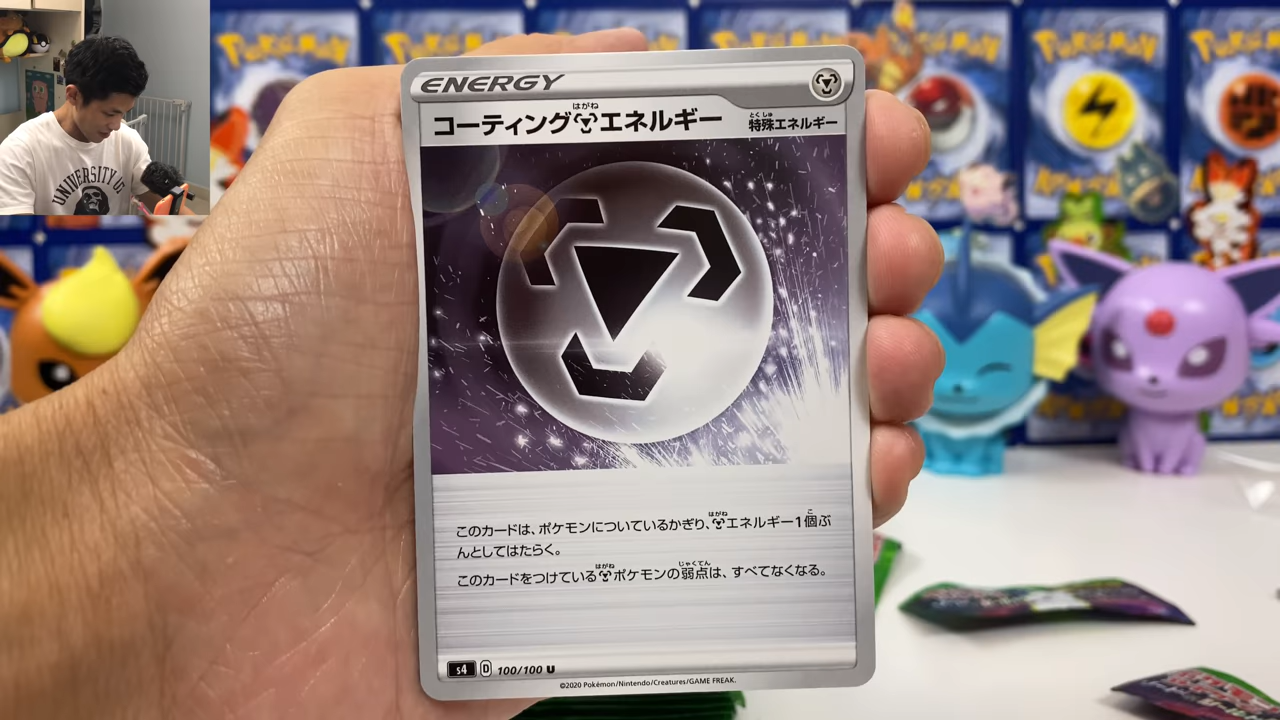 ENERGY
はがね
コーティングエネルギー
とくしゅ
特殊エネルギー
はがね
こ
このカードは、ポケモンについているかぎり、エネルギー1個ぶ
んとしてはたらく。
はがね
じゃくてん
このカードをつけているポケモンの弱点は、すべてなくなる。
s4 D 100/100 U
©2020 Pokémon/Nintendo/Creatures/GAME FREAK.
UNIVERSITY
Pokémon
Pokémon
Pokémon